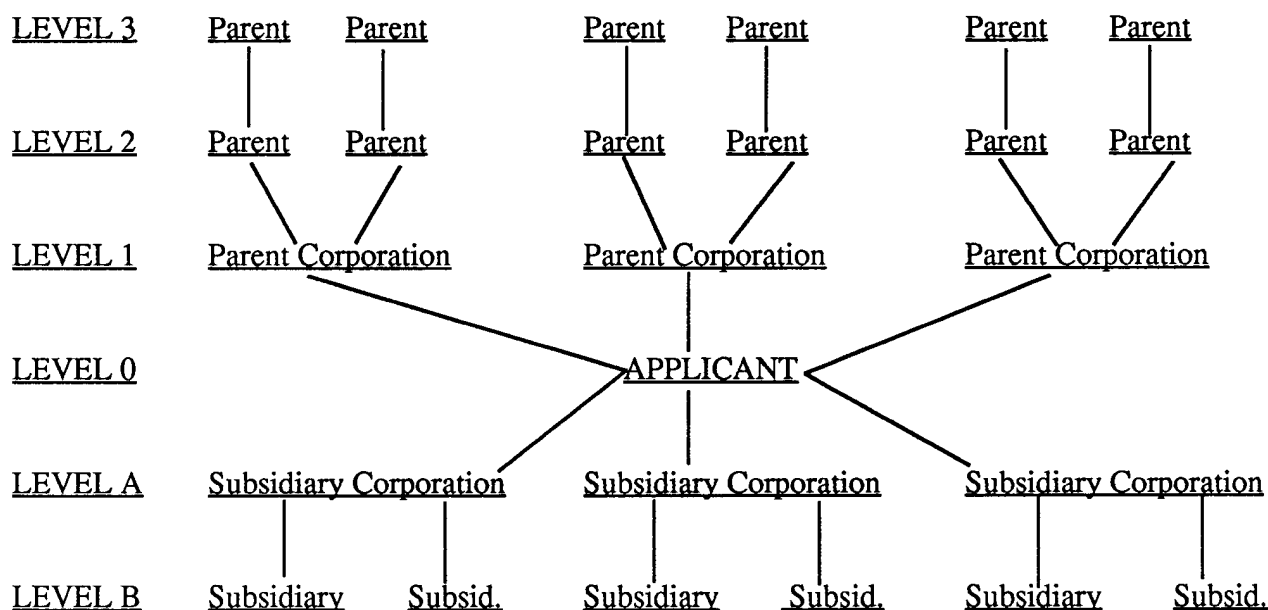 LEVEL 3 Parent Parent Parent Parent Parent Parent
LEVEL 2 Parent Parent Parent Parent Parent Parent
LEVEL 1 Parent Corporation Parent Corporation Parent Corporation
LEVEL 0 APPLICANT
LEVEL A Subsidiary Corporation Subsidiary Corporation Subsidiary Corporation
LEVEL B Subsidiary Subsid. Subsidiary Subsid. Subsidiary Subsid.